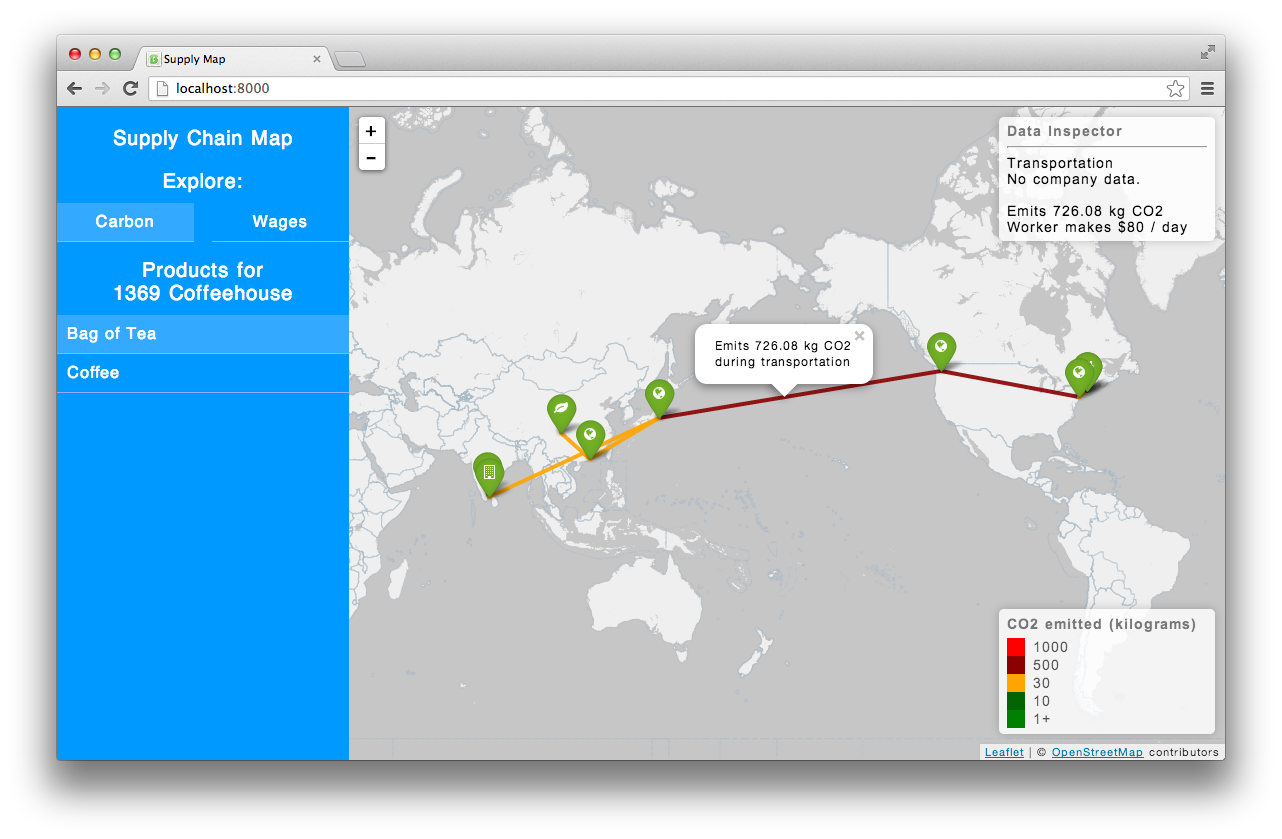 Supply Map
localhost:8000
Supply Chain Map
Explore:
Carbon
Wages
Products for
1369 Coffeehouse
Bag of Tea
Coffee
+
-
Emits 726.08 kg CO2
during transportation
Data Inspector
Transportation
No company data.
Emits 726.08 kg CO2
Worker makes $80 / day
CO2 emitted (kilograms)
1000
500
30
10
1+
Leaflet | © OpenStreetMap contributors